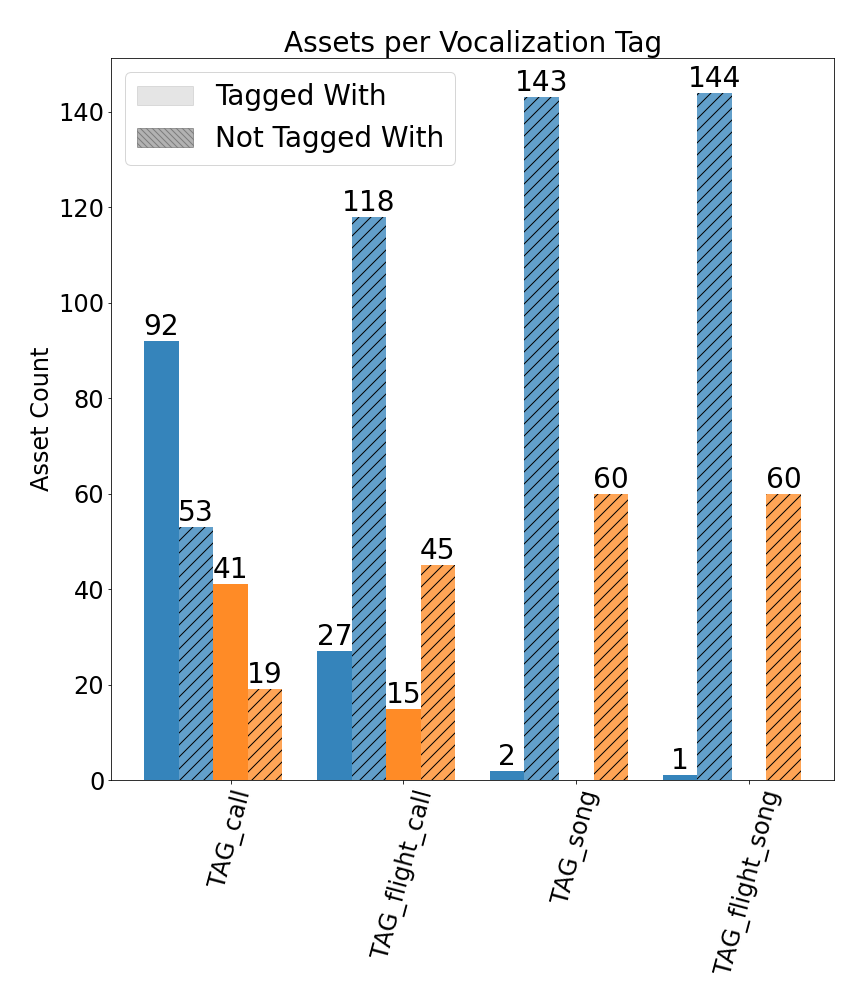 Assets per Vocalization Tag
Tagged With
Not Tagged With
Asset Count
140
120
100
80
60
40
20
0
92
53
41
19
27
118
15
45
2
143
60
1
144
60
TAG_call
TAG_flight_call
TAG_song
TAG_flight_song